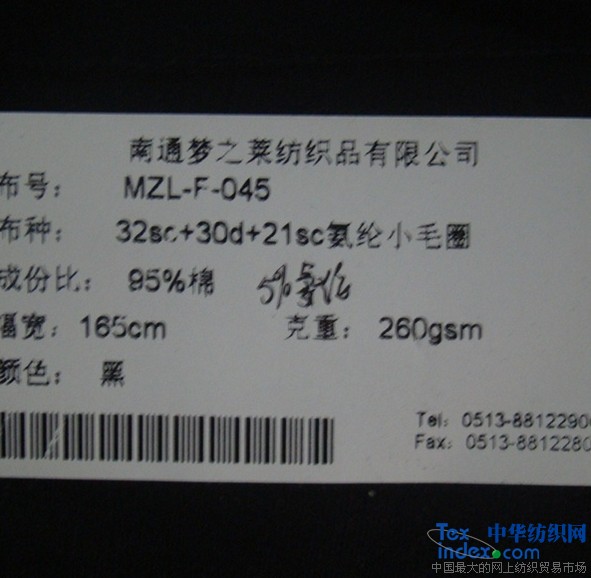 南通梦之莱纺织品有限公司
布号： MZL-F-045
布种： 32sc+30d+21sc氨纶小毛圈
成份比： 95%棉 5%氨纶
幅宽：165cm 克重： 260gsm
颜色： 黑
Tel：0513-8812290
Fax：0513-8812280
Texindex.com 中华纺织网
中国最大的网上纺织贸易市场